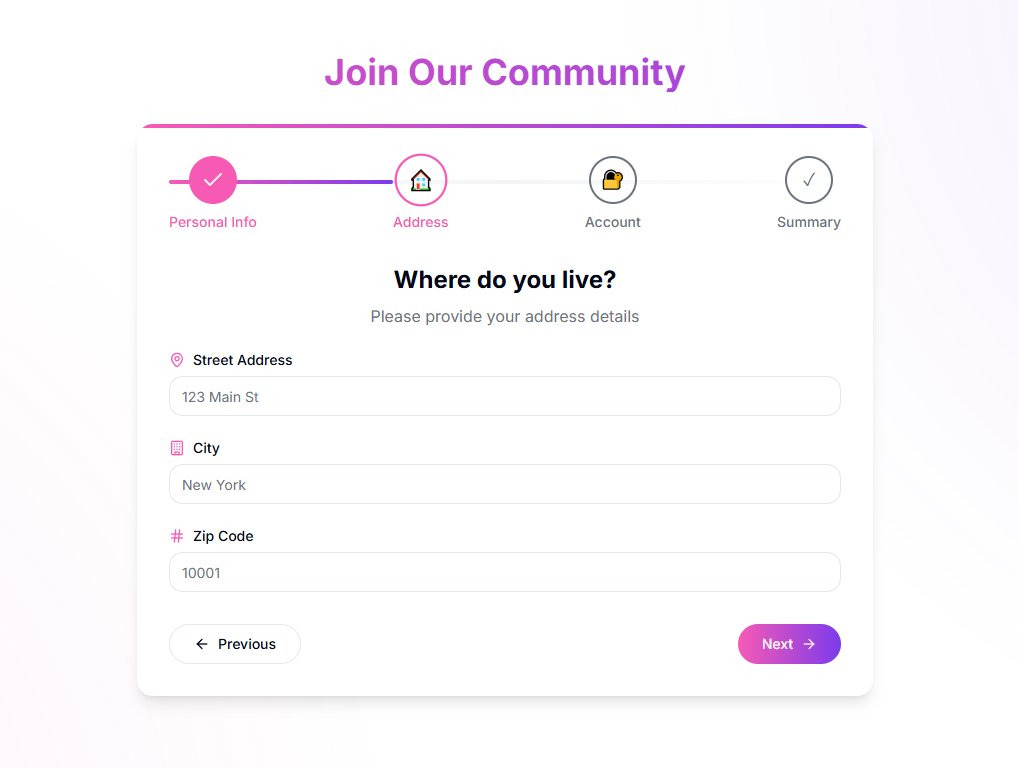 Join Our Community
Personal Info
Address
Account
Summary
Where do you live?
Please provide your address details
Street Address
123 Main St
City
New York
Zip Code
10001
Previous
Next